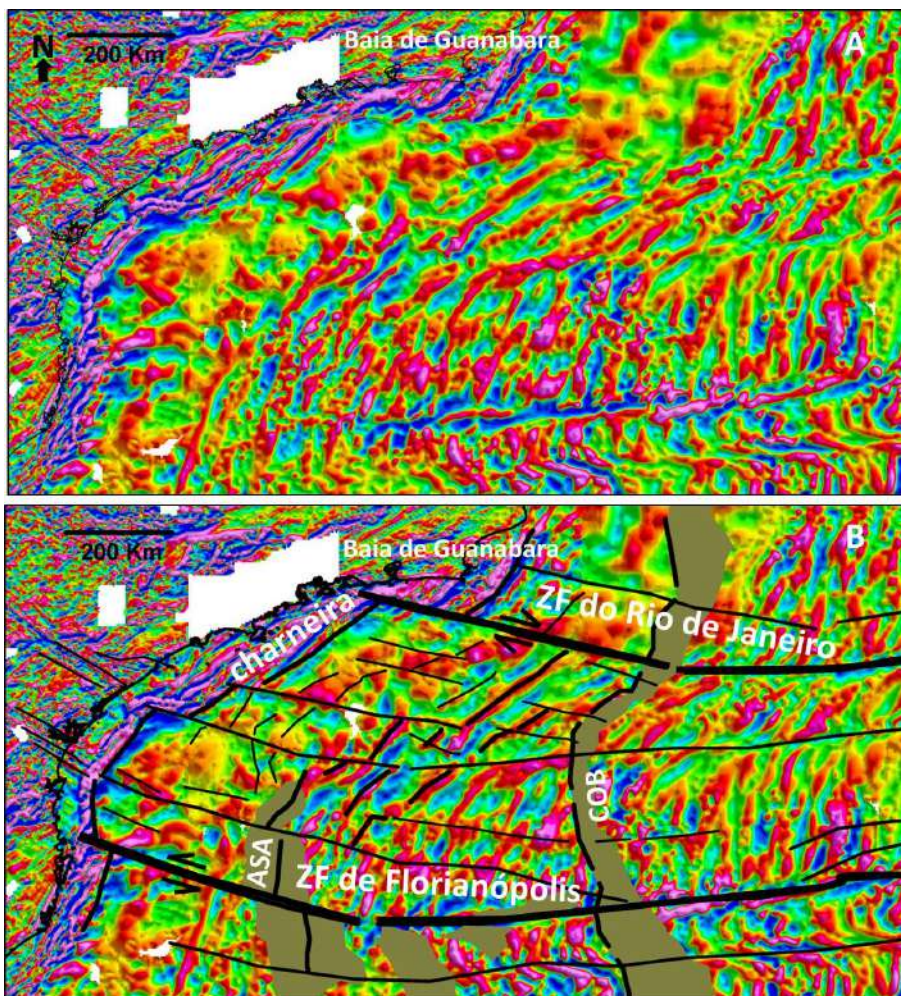 Baia de Guanabara
A
N
200 Km
200 Km
Baia de Guanabara
B
charneira
ZF do Rio de Janeiro
COB
ASA
ZF de Florianópolis